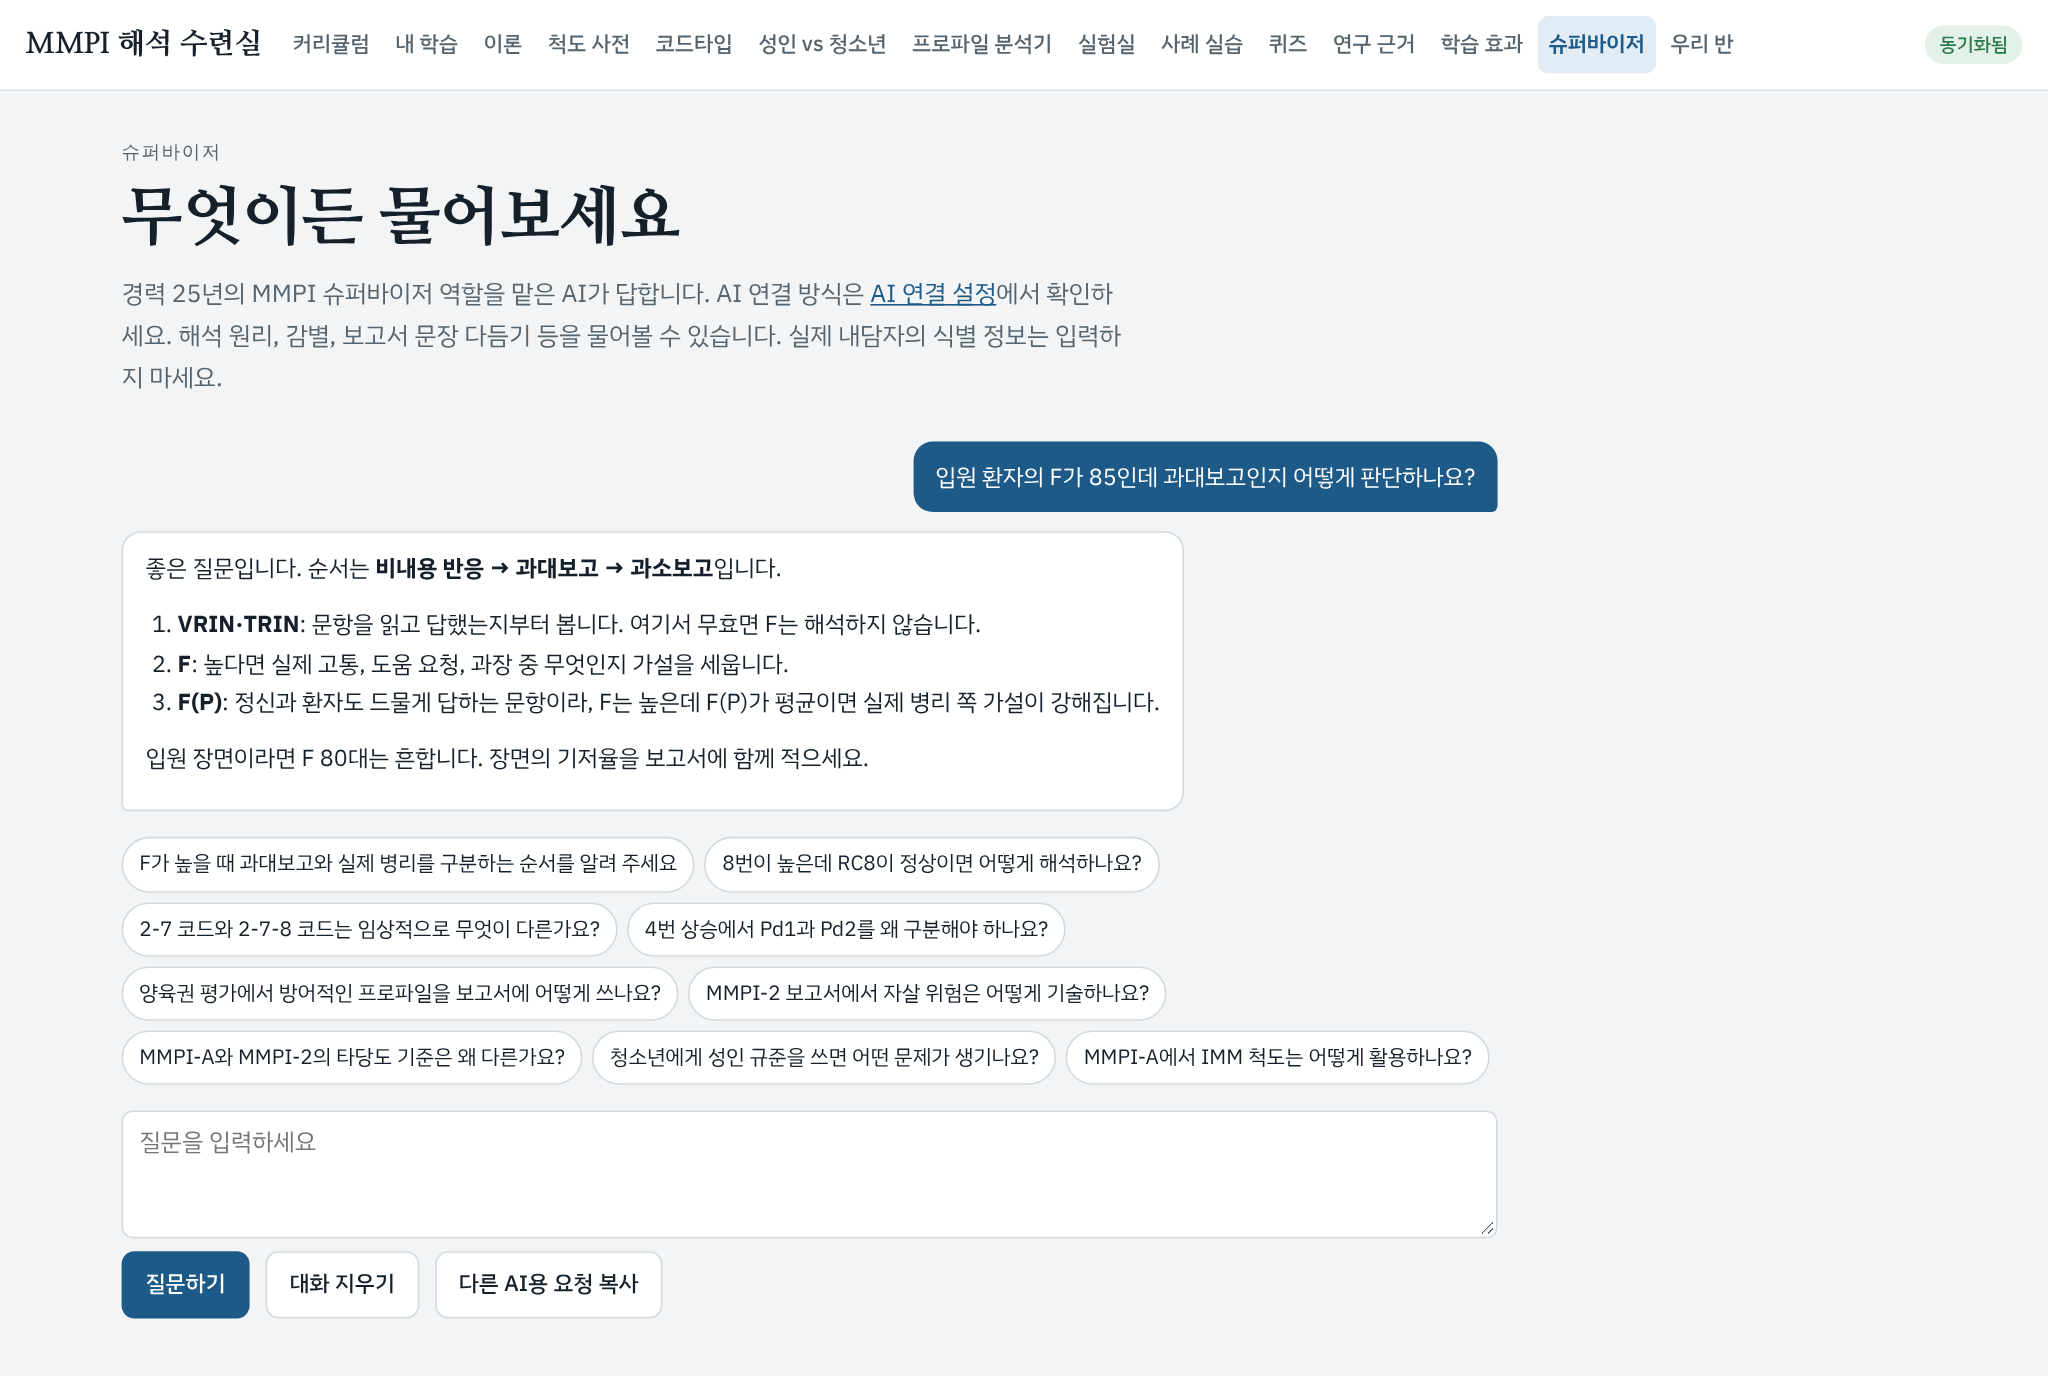 MMPI 해석 수련실 커리큘럼 내 학습 이론 척도 사전 코드타입 성인 vs 청소년 프로파일 분석기 실험실 사례 실습 퀴즈 연구 근거 학습 효과 슈퍼바이저 우리 반 동기화됨
슈퍼바이저
무엇이든 물어보세요
경력 25년의 MMPI 슈퍼바이저 역할을 맡은 AI가 답합니다. AI 연결 방식은 AI 연결 설정에서 확인하
세요. 해석 원리, 감별, 보고서 문장 다듬기 등을 물어볼 수 있습니다. 실제 내담자의 식별 정보는 입력하
지 마세요.
입원 환자의 F가 85인데 과대보고인지 어떻게 판단하나요?
좋은 질문입니다. 순서는 비내용 반응 → 과대보고 → 과소보고입니다.
1. VRIN·TRIN: 문항을 읽고 답했는지부터 봅니다. 여기서 무효면 F는 해석하지 않습니다.
2. F: 높다면 실제 고통, 도움 요청, 과장 중 무엇인지 가설을 세웁니다.
3. F(P): 정신과 환자도 드물게 답하는 문항이라, F는 높은데 F(P)가 평균이면 실제 병리 쪽 가설이 강해집니다.
입원 장면이라면 F 80대는 흔합니다. 장면의 기저율을 보고서에 함께 적으세요.
F가 높을 때 과대보고와 실제 병리를 구분하는 순서를 알려 주세요 8번이 높은데 RC8이 정상이면 어떻게 해석하나요?
2-7 코드와 2-7-8 코드는 임상적으로 무엇이 다른가요? 4번 상승에서 Pd1과 Pd2를 왜 구분해야 하나요?
양육권 평가에서 방어적인 프로파일을 보고서에 어떻게 쓰나요? MMPI-2 보고서에서 자살 위험은 어떻게 기술하나요?
MMPI-A와 MMPI-2의 타당도 기준은 왜 다른가요? 청소년에게 성인 규준을 쓰면 어떤 문제가 생기나요? MMPI-A에서 IMM 척도는 어떻게 활용하나요?
질문을 입력하세요
질문하기 대화 지우기 다른 AI용 요청 복사